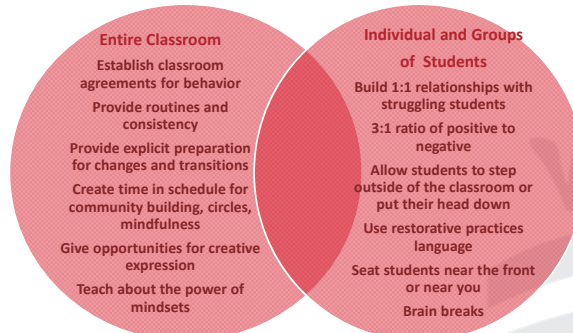 Entire Classroom
Establish classroom
agreements for behavior
Provide routines and
consistency
Provide explicit preparation
for changes and transitions
Create time in schedule for
community building, circles,
mindfulness
Give opportunities for creative
expression
Teach about the power of
mindsets
Individual and Groups
of Students
Build 1:1 relationships with
struggling students
3:1 ratio of positive to
negative
Allow students to step
outside of the classroom or
put their head down
Use restorative practices
language
Seat students near the front
or near you
Brain breaks